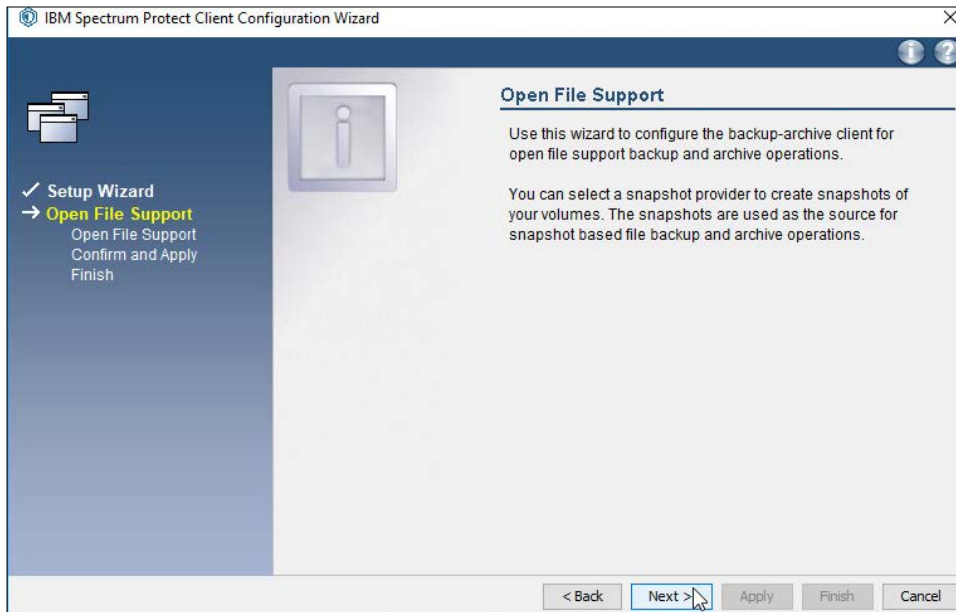 IBM Spectrum Protect Client Configuration Wizard
Setup Wizard
Open File Support
Open File Support
Confirm and Apply
Finish
Open File Support
Use this wizard to configure the backup-archive client for
open file support backup and archive operations.
You can select a snapshot provider to create snapshots of
your volumes. The snapshots are used as the source for
snapshot based file backup and archive operations.
< Back Next > Apply Finish Cancel